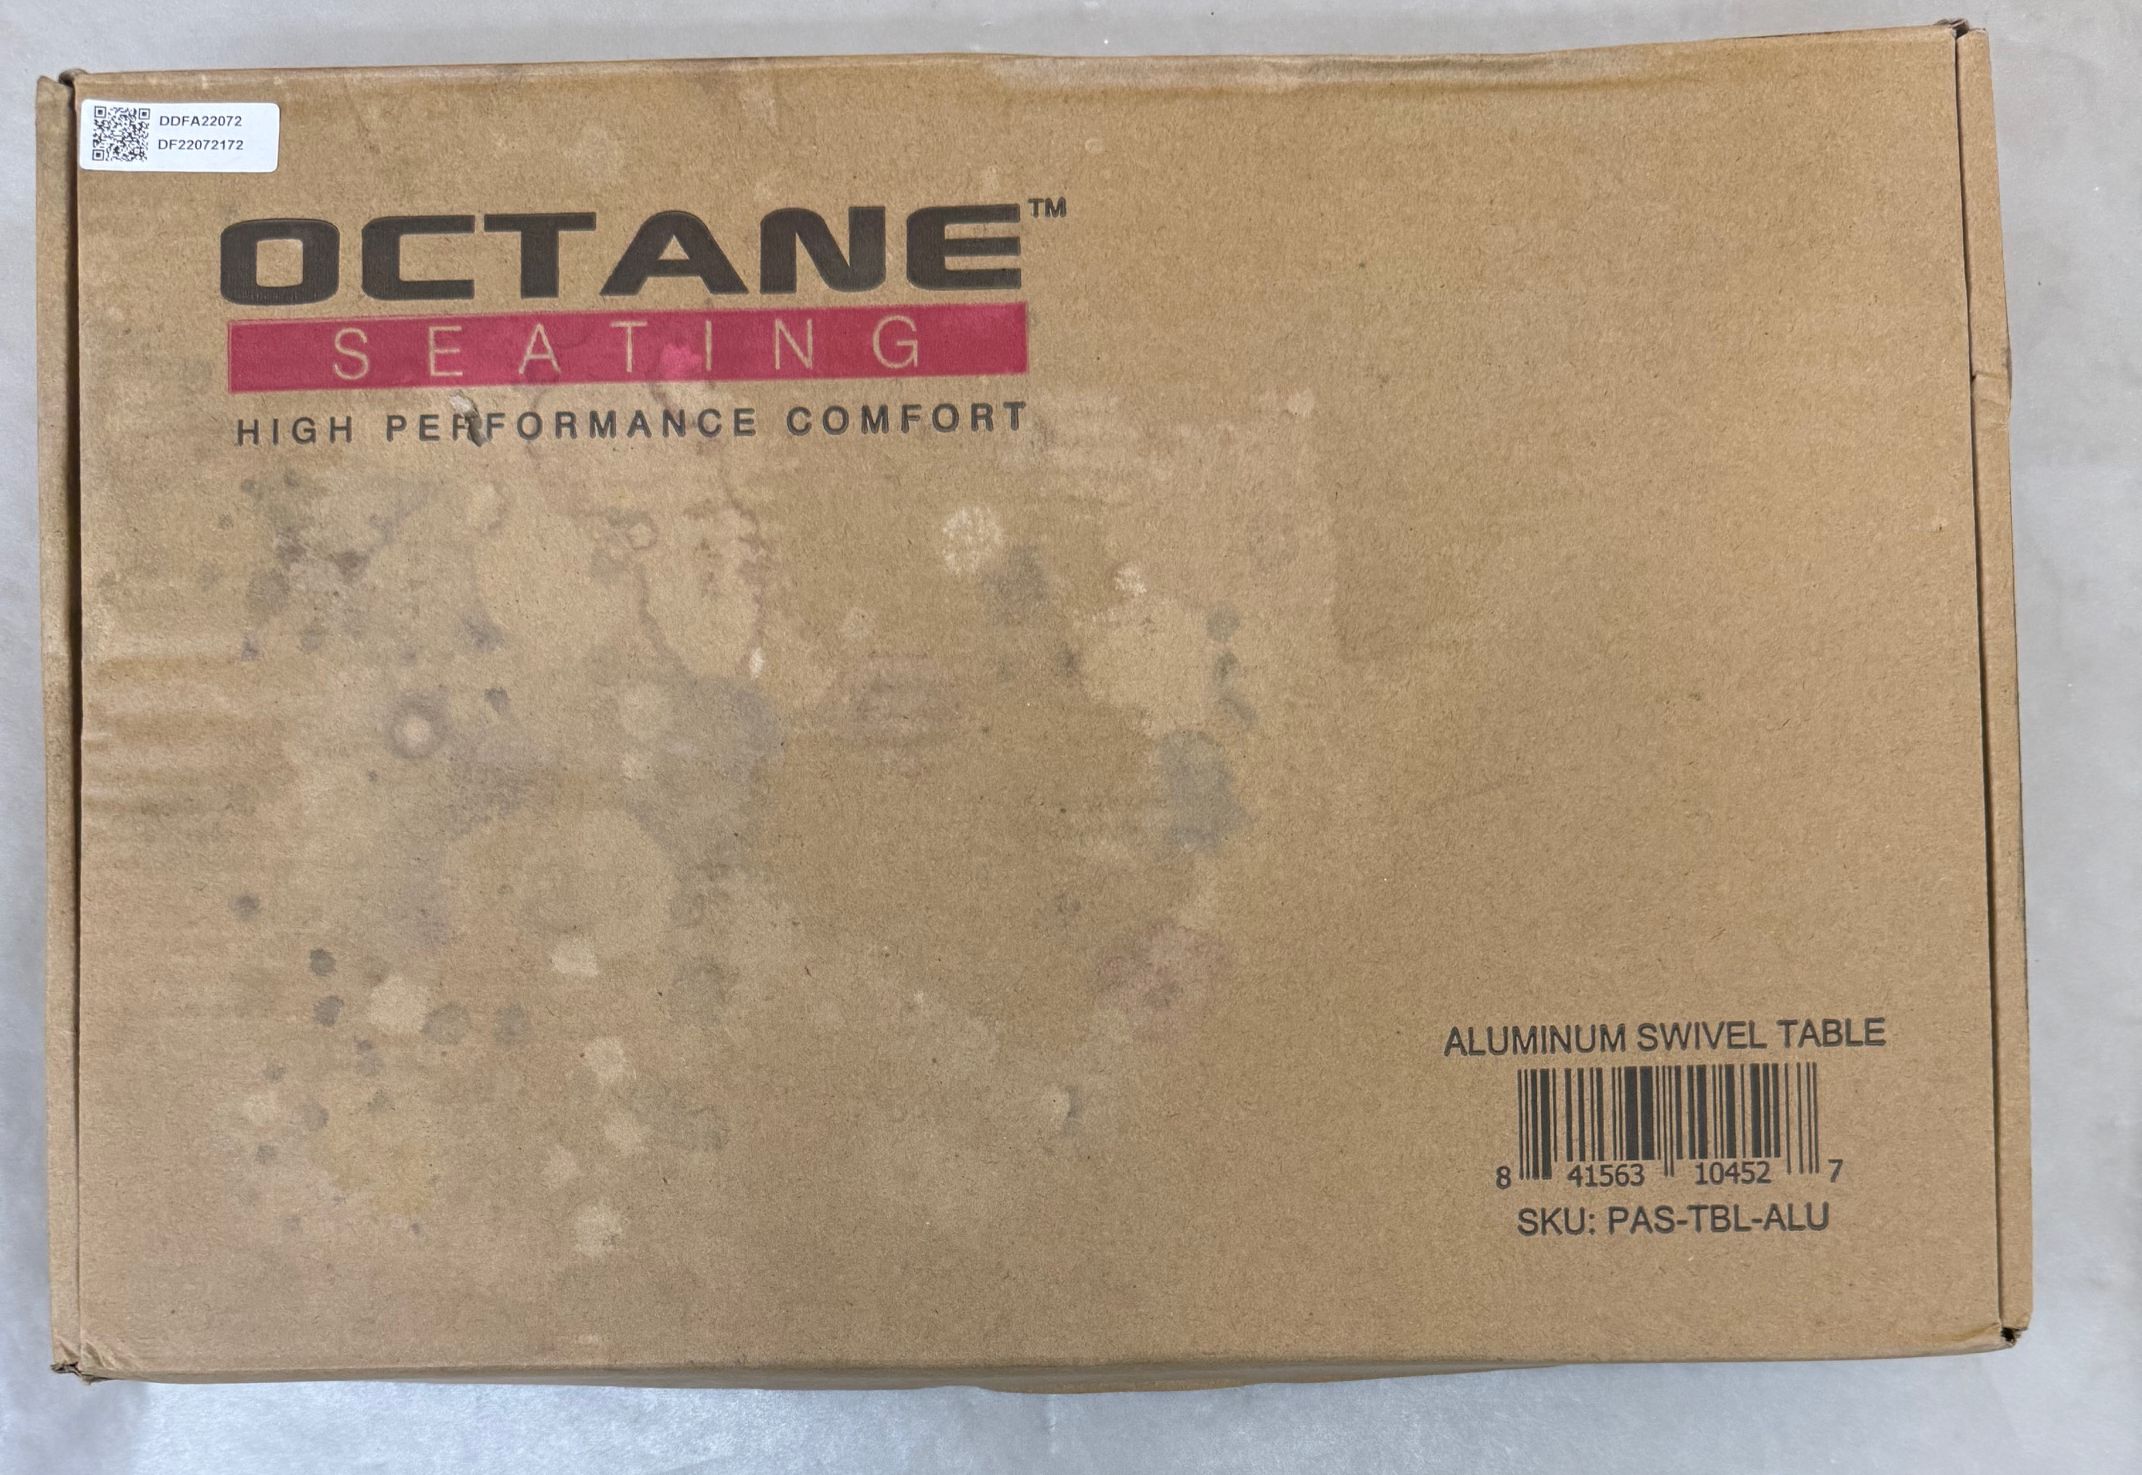 DDFA22072
DF22072172
OCTANE™
SEATING
HIGH PERFORMANCE COMFORT
ALUMINUM SWIVEL TABLE
8 41563 10452 7
SKU: PAS-TBL-ALU